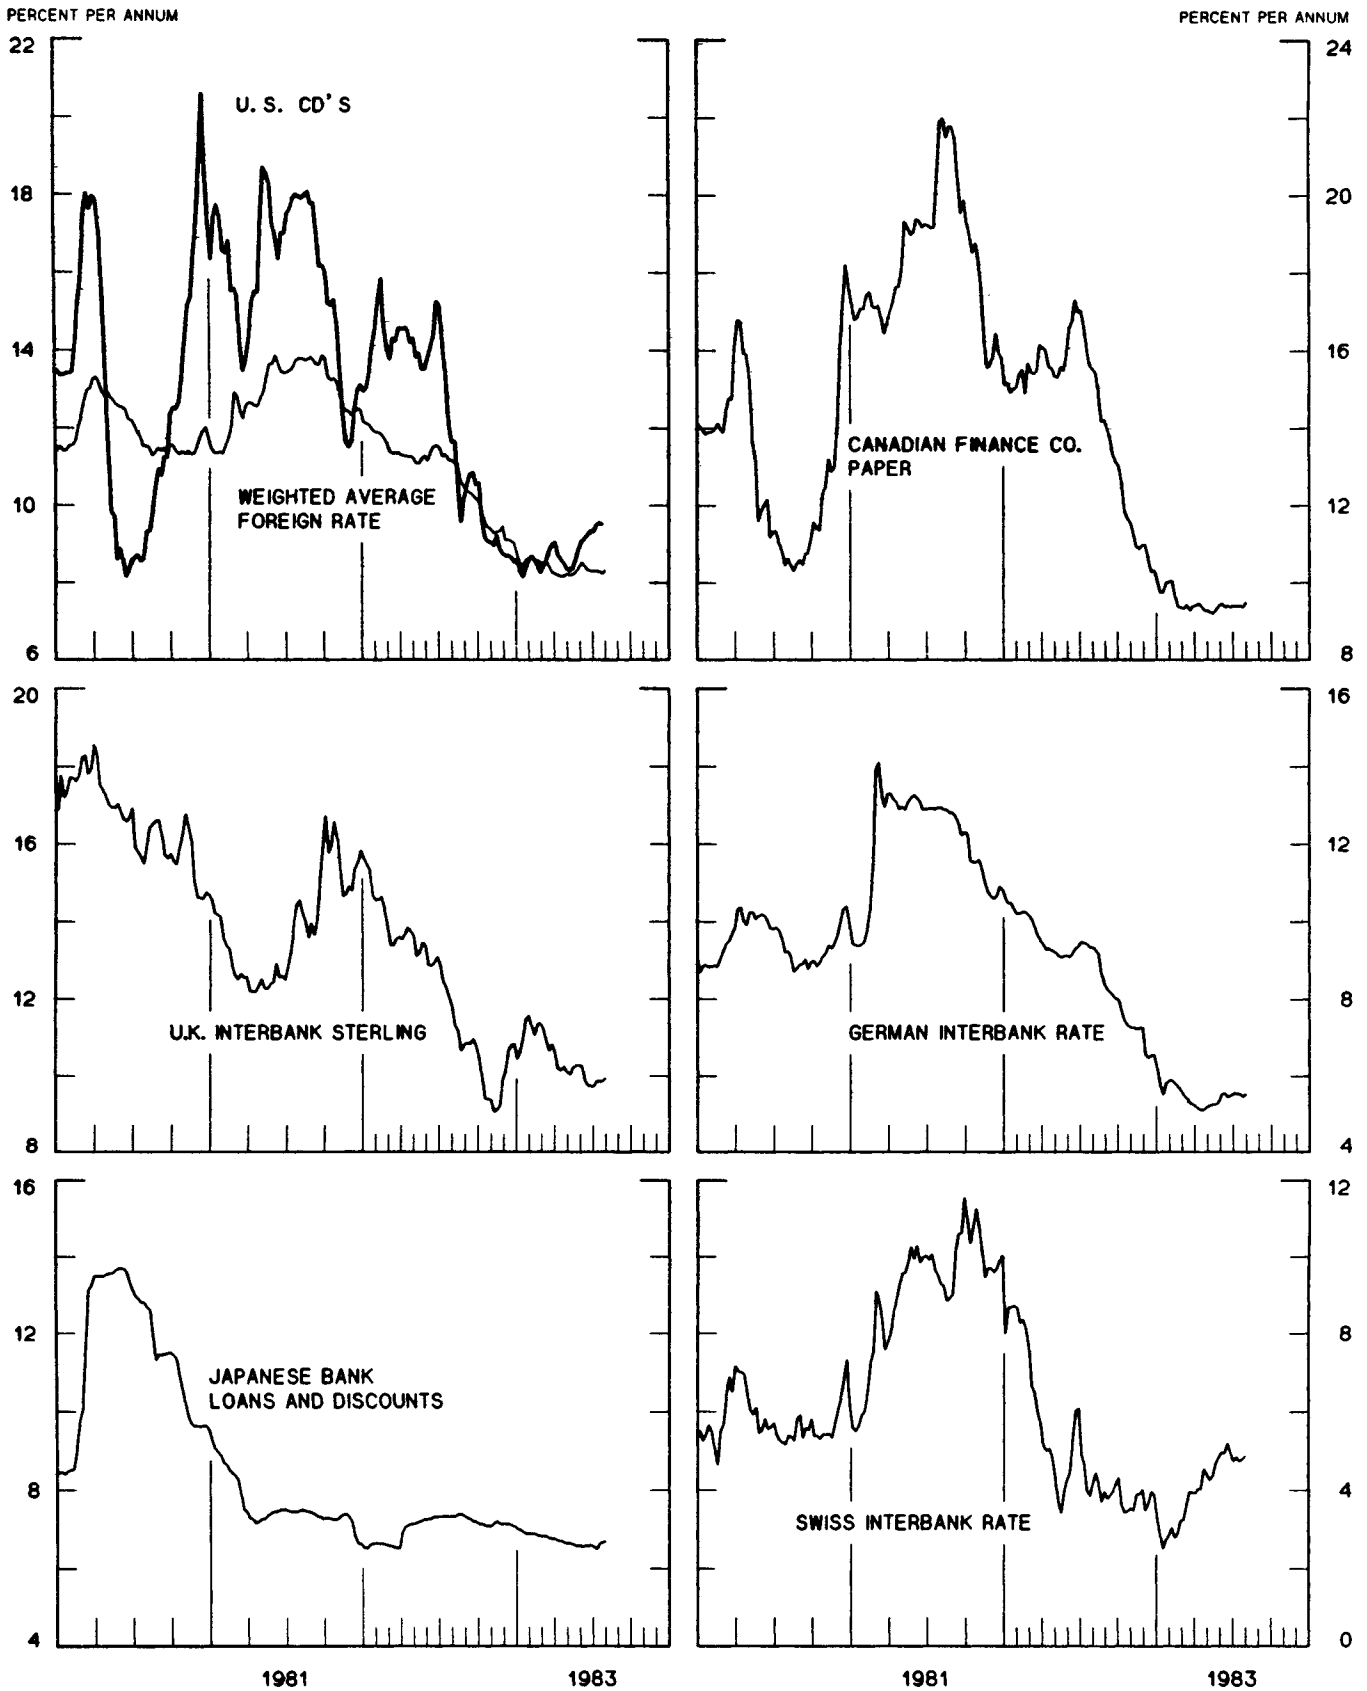 PERCENT PER ANNUM
PERCENT PER ANNUM
22
18
14
10
6
U.S. CD'S
WEIGHTED AVERAGE
FOREIGN RATE
24
20
16
12
8
CANADIAN FINANCE CO.
PAPER
20
16
12
8
U.K. INTERBANK STERLING
16
12
8
4
GERMAN INTERBANK RATE
16
12
8
4
JAPANESE BANK
LOANS AND DISCOUNTS
12
8
4
0
SWISS INTERBANK RATE
1981
1983
1981
1983